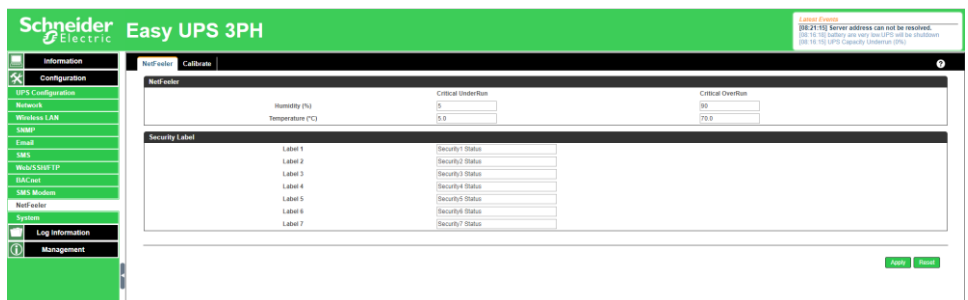 Schneider Electric
Easy UPS 3PH
Latest Events
[08:21:15] Server address can not be resolved.
[08:16:18] battery are very low UPS will be shutdown
[08:16:15] UPS Capacity Underrun (0%)
Information
Configuration
UPS Configuration
Network
Wireless LAN
SNMP
Email
SMS
Web/SSH/FTP
BACnet
SMS Modem
NetFeeler
System
Log Information
Management
NetFeeler Calibrate
?
NetFeeler
Critical UnderRun Critical OverRun
Humidity (%) 5 90
Temperature (°C) 5.0 70.0
Security Label
Label 1 Security1 Status
Label 2 Security2 Status
Label 3 Security3 Status
Label 4 Security4 Status
Label 5 Security5 Status
Label 6 Security6 Status
Label 7 Security7 Status
Apply Reset